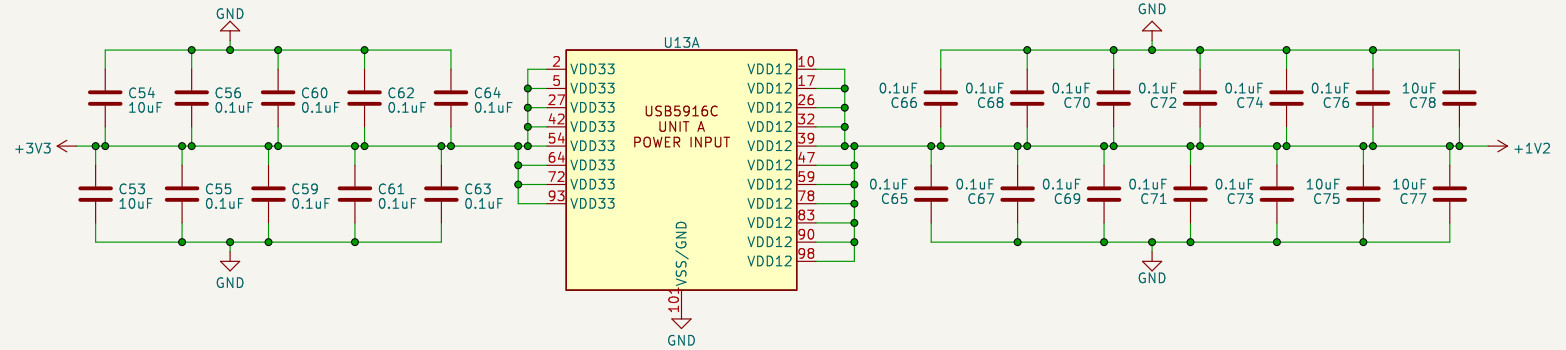 GND
GND
U13A
C54
10uF
C56
0.1uF
C60
0.1uF
C62
0.1uF
C64
0.1uF
+3V3
C53
10uF
C55
0.1uF
C59
0.1uF
C61
0.1uF
C63
0.1uF
GND
2 VDD33
5 VDD33
27 VDD33
42 VDD33
54 VDD33
64 VDD33
72 VDD33
93 VDD33
USB5916C
UNIT A
POWER INPUT
VDD12 10
VDD12 17
VDD12 26
VDD12 32
VDD12 39
VDD12 47
VDD12 59
VDD12 78
VDD12 83
VDD12 90
VDD12 98
VSS/GND
101
GND
0.1uF
C66
0.1uF
C68
0.1uF
C70
0.1uF
C72
0.1uF
C74
0.1uF
C76
10uF
C78
+1V2
0.1uF
C65
0.1uF
C67
0.1uF
C69
0.1uF
C71
0.1uF
C73
10uF
C75
10uF
C77
GND